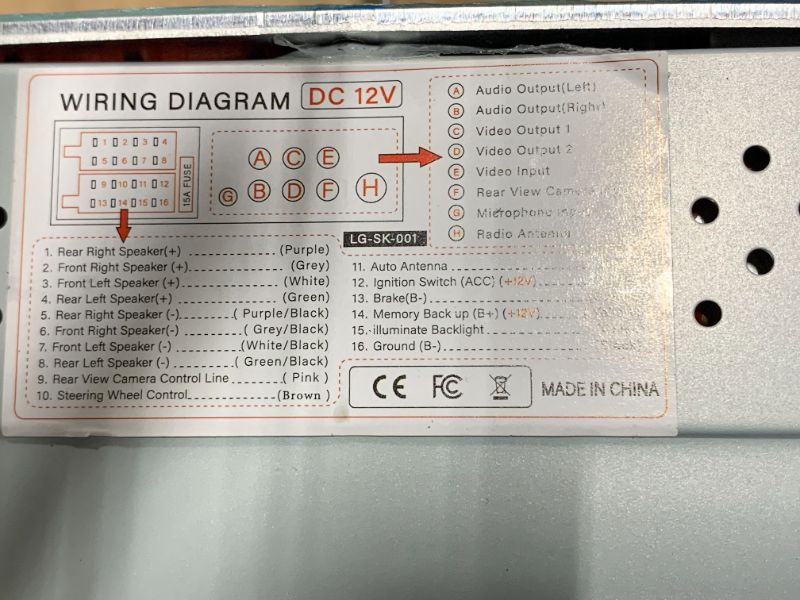 WIRING DIAGRAM DC 12V
1 2 3 4
5 6 7 8
9 10 11 12
13 14 15 16
15A FUSE
A C E
G B D F H
A Audio Output(Left)
B Audio Output(Right)
C Video Output 1
D Video Output 2
E Video Input
F Rear View Camera
G Microphone Input
H Radio Antenna
LG-SK-001
1. Rear Right Speaker(+) (Purple)
2. Front Right Speaker (+) (Grey)
3. Front Left Speaker (+) (White)
4. Rear Left Speaker(+) (Green)
5. Rear Right Speaker(-) ( Purple/Black)
6. Front Right Speaker(-) ( Grey/Black)
7. Front Left Speaker (-) (White/Black)
8. Rear Left Speaker (-) ( Green/Black)
9. Rear View Camera Control Line ( Pink )
10. Steering Wheel Control (Brown )
11. Auto Antenna
12. Ignition Switch (ACC) (+12V)
13. Brake(B-)
14. Memory Back up (B+) (+12V)
15. illuminate Backlight
16. Ground (B-)
CE FC MADE IN CHINA